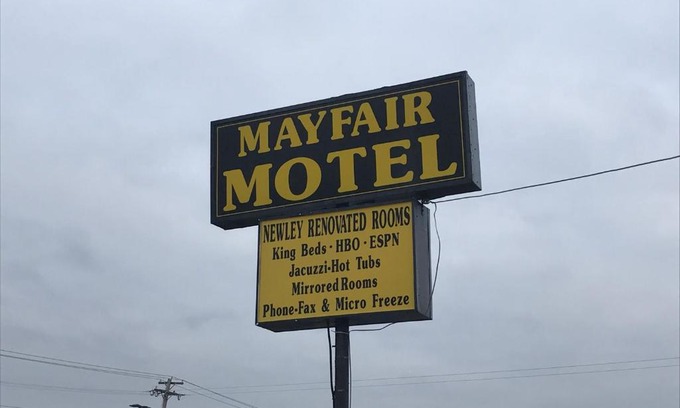 MAYFAIR
MOTEL
NEWLEY RENOVATED ROOMS
King Beds · HBO · ESPN
Jacuzzi-Hot Tubs
Mirrored Rooms
Phone-Fax & Micro Freeze